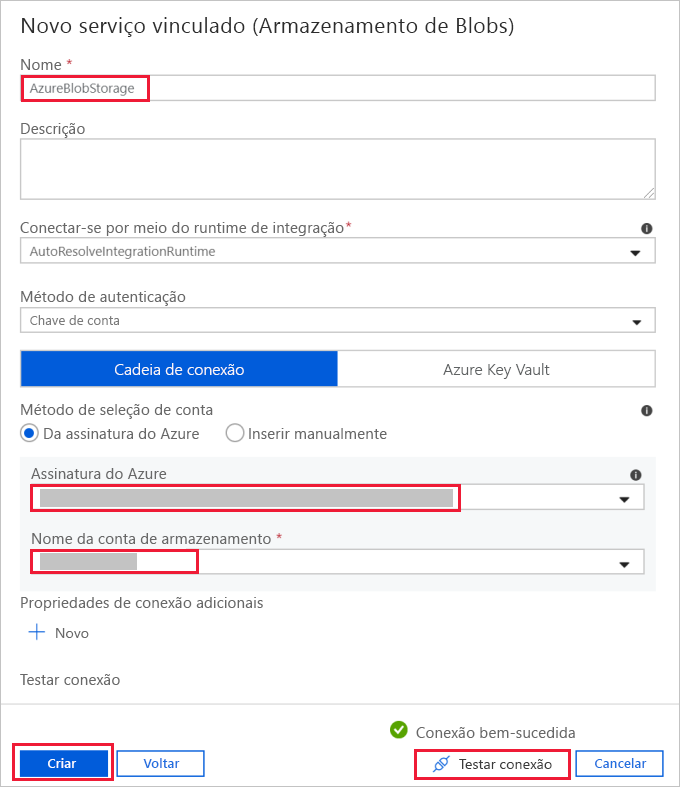 Novo serviço vinculado (Armazenamento de Blobs)
Nome *
AzureBlobStorage
Descrição
Conectar-se por meio do runtime de integração*
AutoResolveIntegrationRuntime
Método de autenticação
Chave de conta
Cadeia de conexão Azure Key Vault
Método de seleção de conta
Da assinatura do Azure Inserir manualmente
Assinatura do Azure
Nome da conta de armazenamento *
Propriedades de conexão adicionais
+ Novo
Testar conexão
Conexão bem-sucedida
Criar Voltar Testar conexão Cancelar